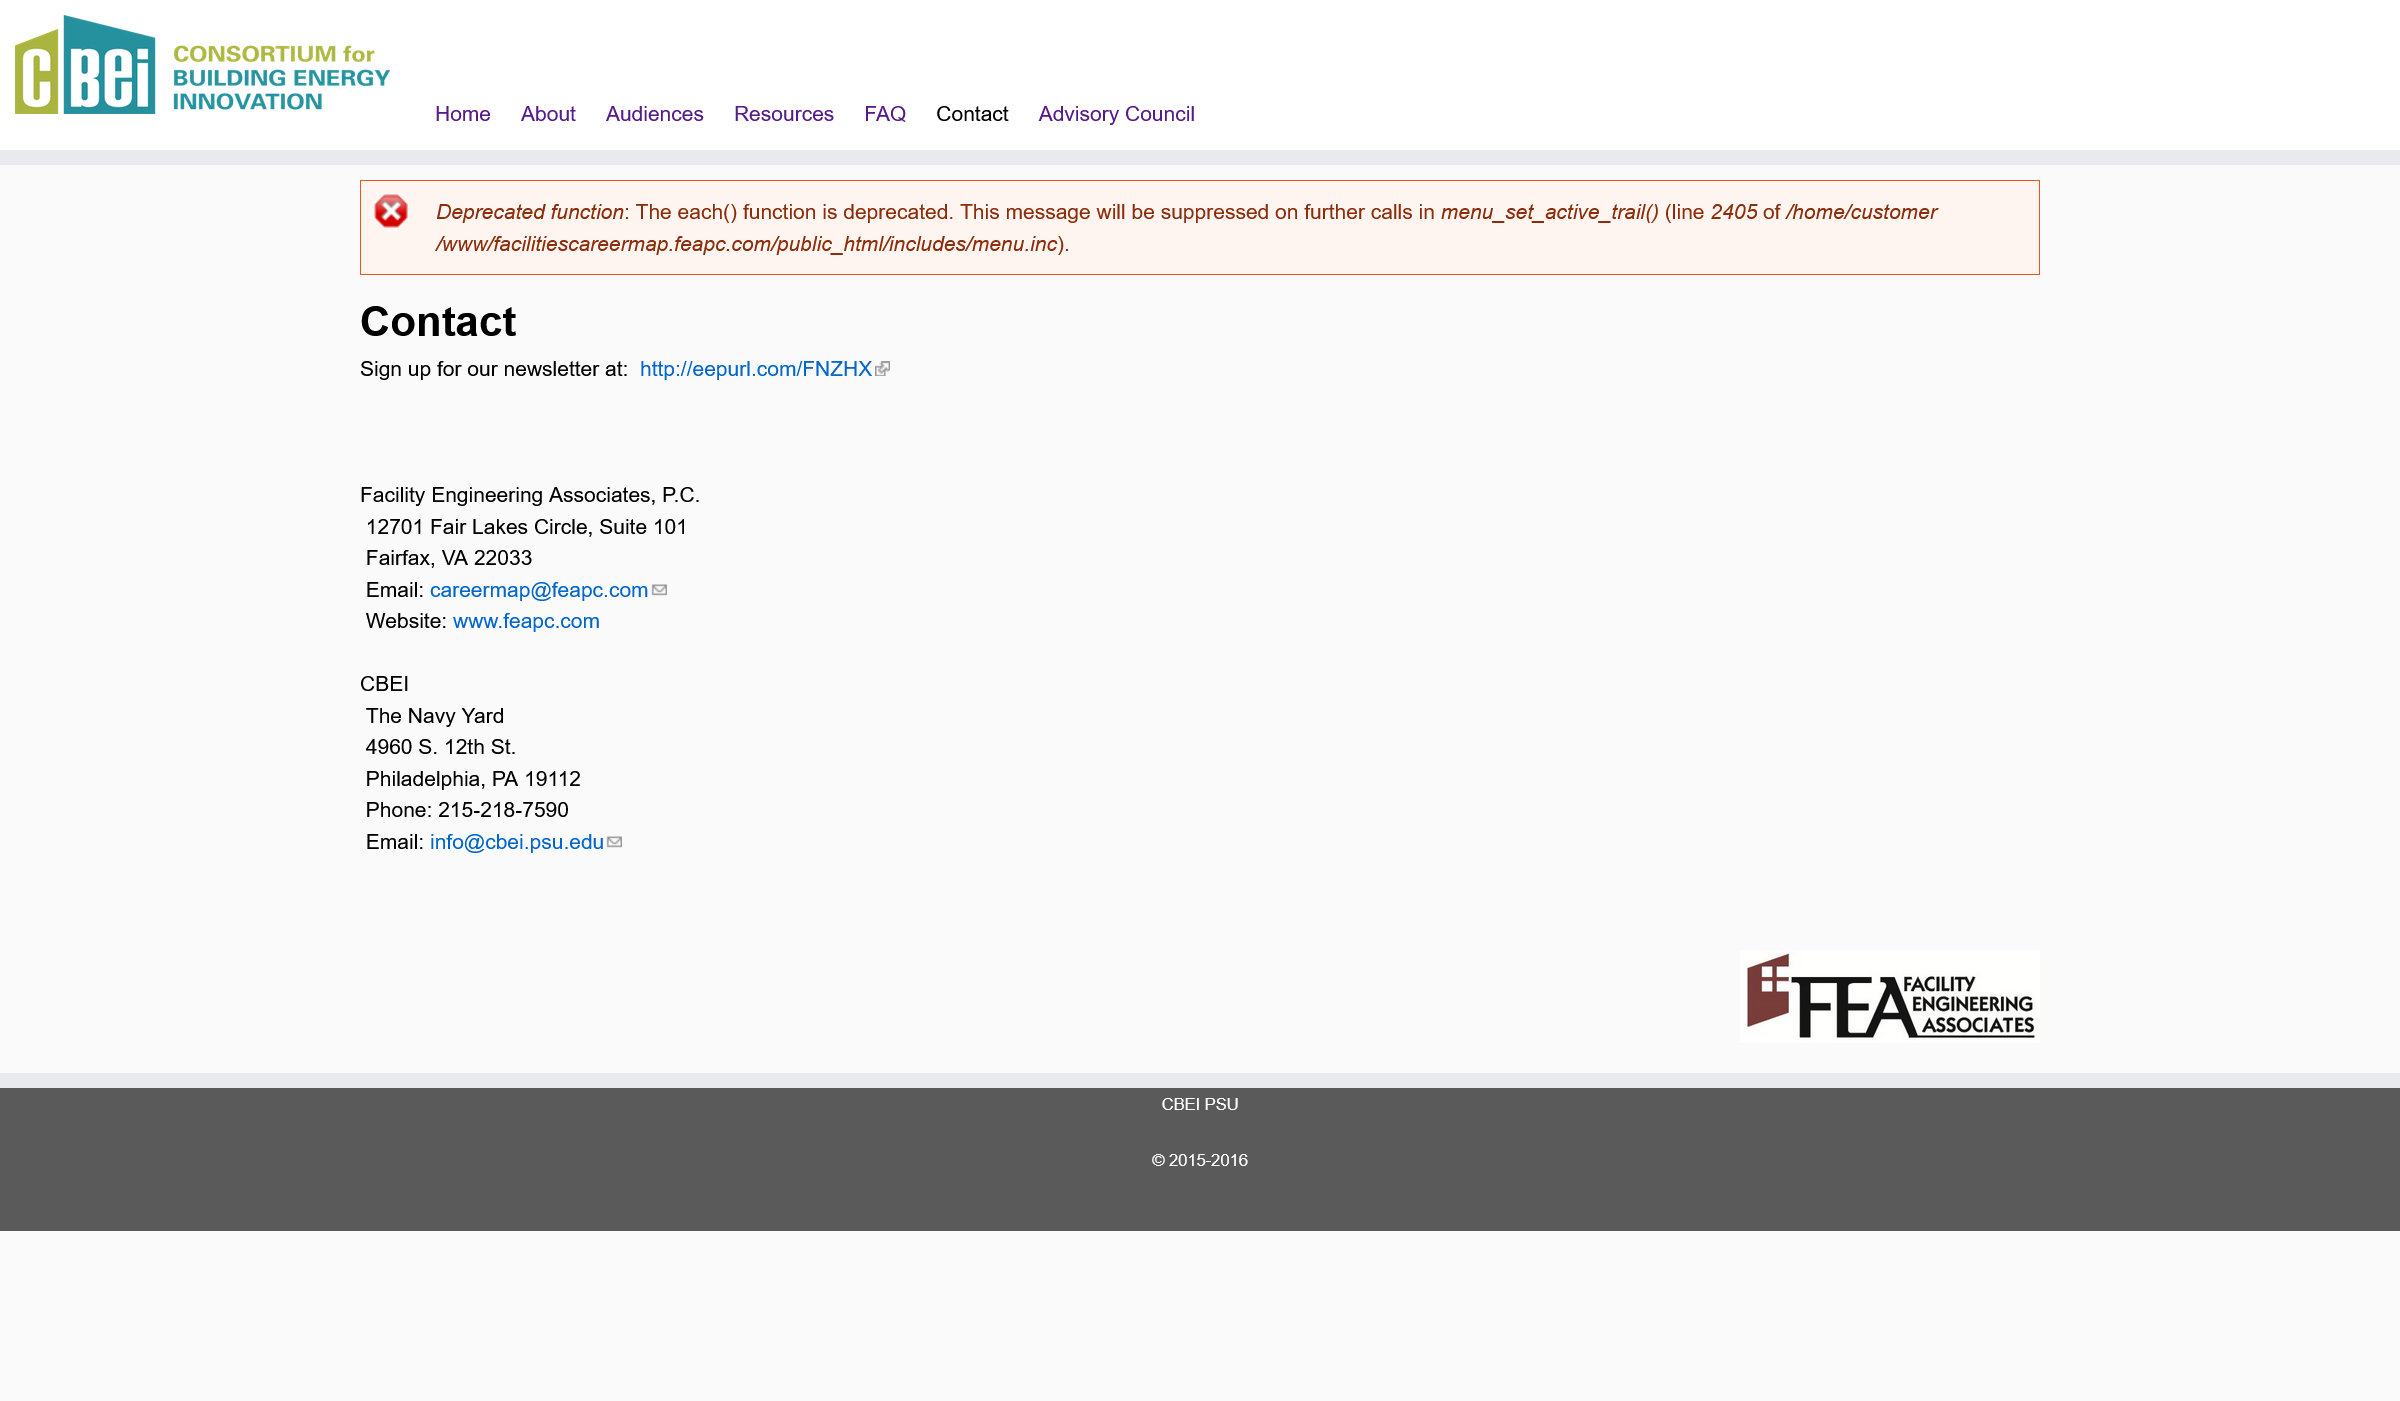 CBEi
CONSORTIUM for
BUILDING ENERGY
INNOVATION
Home About Audiences Resources FAQ Contact Advisory Council
Deprecated function: The each() function is deprecated. This message will be suppressed on further calls in menu_set_active_trail() (line 2405 of /home/customer
/www/facilitiescareermap.feapc.com/public_html/includes/menu.inc).
Contact
Sign up for our newsletter at: http://eepurl.com/FNZHX
Facility Engineering Associates, P.C.
12701 Fair Lakes Circle, Suite 101
Fairfax, VA 22033
Email: careermap@feapc.com
Website: www.feapc.com
CBEI
The Navy Yard
4960 S. 12th St.
Philadelphia, PA 19112
Phone: 215-218-7590
Email: info@cbei.psu.edu
FEA FACILITY
ENGINEERING
ASSOCIATES
CBEI PSU
© 2015-2016